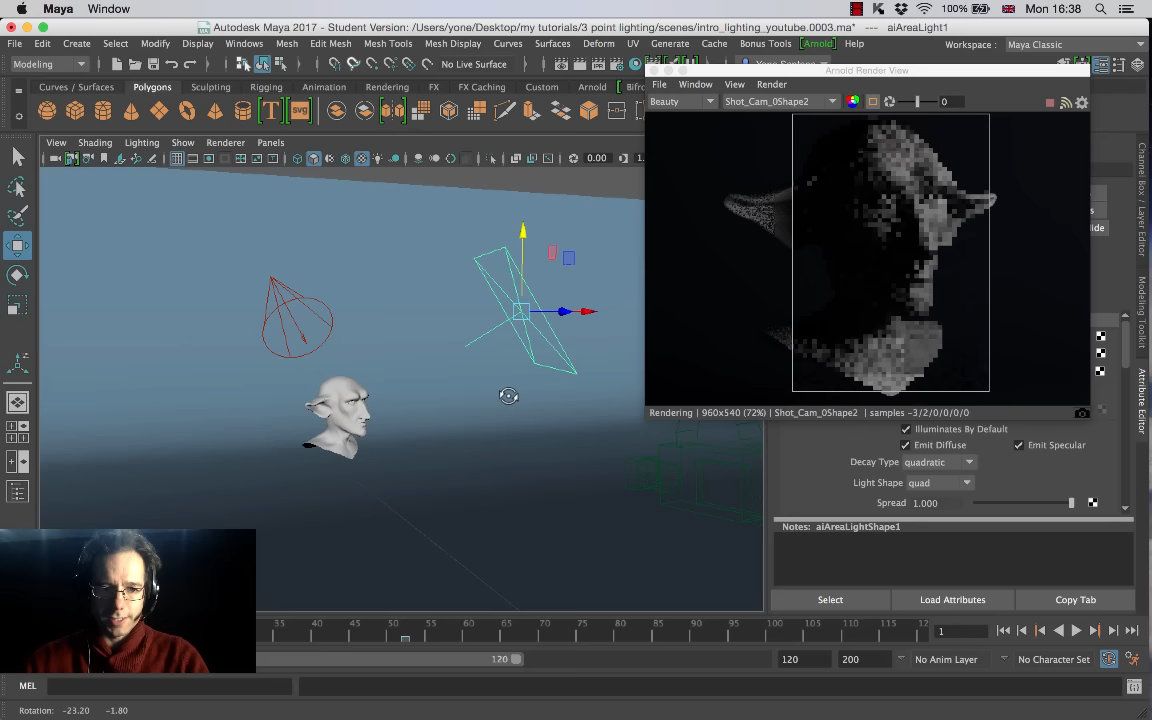 Maya Window 100% Mon 16:38
Autodesk Maya 2017 - Student Version: /Users/yone/Desktop/my tutorials/3 point lighting/scenes/intro_lighting_youtube.0003.ma* --- aiAreaLight1
File Edit Create Select Modify Display Windows Mesh Edit Mesh Mesh Tools Mesh Display Curves Surfaces Deform UV Generate Cache Bonus Tools Arnold Help Workspace : Maya Classic
Modeling No Live Surface
Curves / Surfaces Polygons Sculpting Rigging Animation Rendering FX FX Caching Custom Arnold Bifr
T svg
View Shading Lighting Show Renderer Panels
0.00 1.
Arnold Render View
File Window View Render
Beauty Shot_Cam_0Shape2 0
Rendering | 960x540 (72%) | Shot_Cam_0Shape2 | samples -3/2/0/0/0/0
ide
Channel Box / Layer Editor
Modeling Toolkit
Attribute Editor
Illuminates By Default
Emit Diffuse Emit Specular
Decay Type quadratic
Light Shape quad
Spread 1.000
Notes: aiAreaLightShape1
Select Load Attributes Copy Tab
35 40 45 50 55 60 65 70 75 80 85 90 95 100 105 110 115 12
1
120 120 200 No Anim Layer No Character Set
MEL
Rotation: -23.20 -1.80